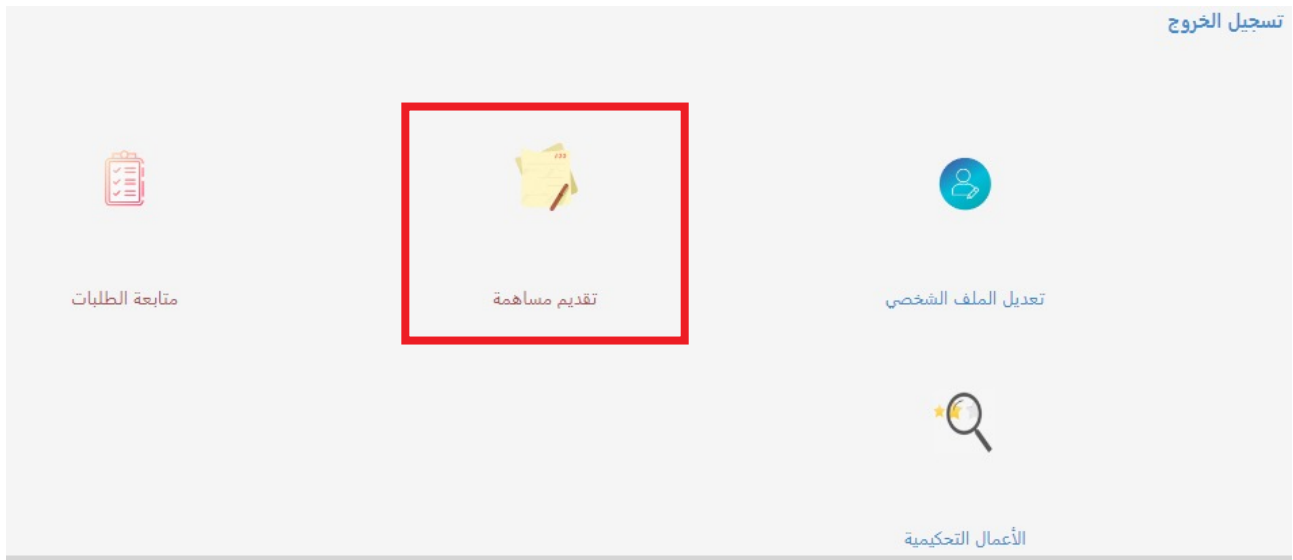 تسجيل الخروج
تعديل الملف الشخصي
تقديم مساهمة
متابعة الطلبات
الأعمال التحكيمية